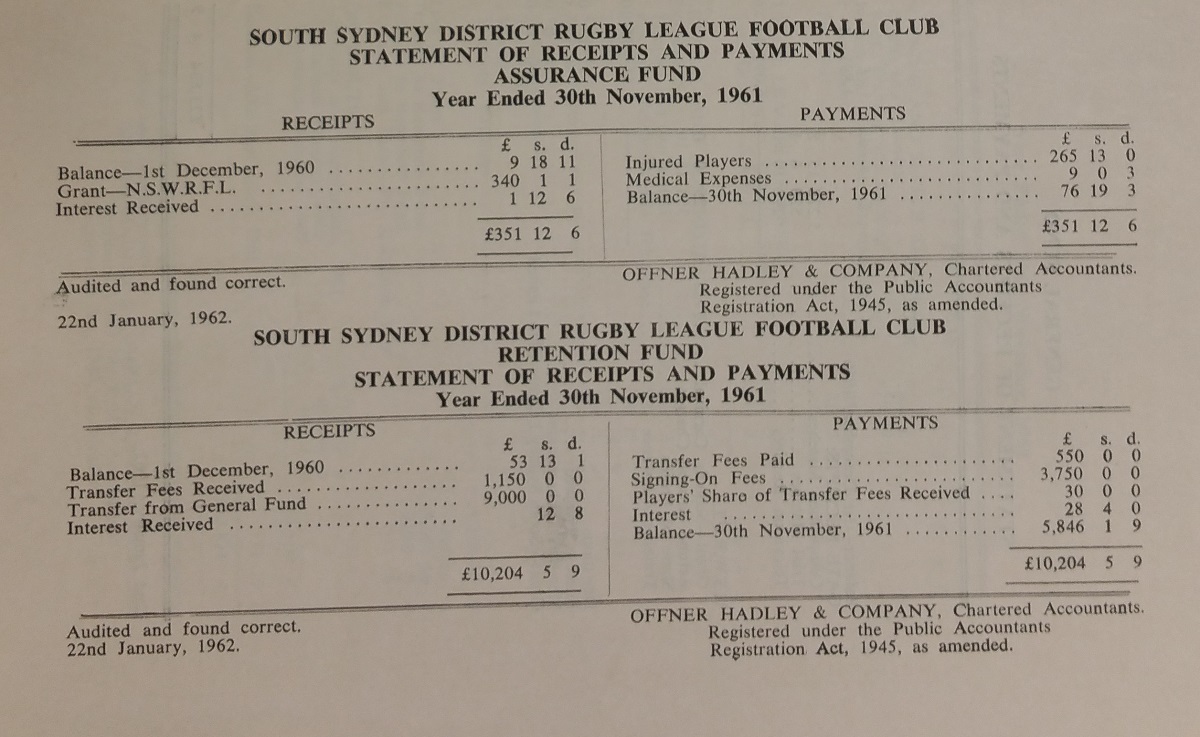 SOUTH SYDNEY DISTRICT RUGBY LEAGUE FOOTBALL CLUB
STATEMENT OF RECEIPTS AND PAYMENTS
ASSURANCE FUND
Year Ended 30th November, 1961
RECEIPTS
£ s. d.
Balance—1st December, 1960 ................ 9 18 11
Grant—N.S.W.R.F.L. ....................... 340 1 1
Interest Received ............................ 1 12 6
£351 12 6
PAYMENTS
£ s. d.
Injured Players .............................. 265 13 0
Medical Expenses ............................ 9 0 3
Balance—30th November, 1961 ............... 76 19 3
£351 12 6
Audited and found correct.
22nd January, 1962.
OFFNER HADLEY & COMPANY, Chartered Accountants.
Registered under the Public Accountants
Registration Act, 1945, as amended.
SOUTH SYDNEY DISTRICT RUGBY LEAGUE FOOTBALL CLUB
RETENTION FUND
STATEMENT OF RECEIPTS AND PAYMENTS
Year Ended 30th November, 1961
RECEIPTS
£ s. d.
Balance—1st December, 1960 ............. 53 13 1
Transfer Fees Received ................... 1,150 0 0
Transfer from General Fund ............... 9,000 0 0
Interest Received ........................ 12 8
£10,204 5 9
PAYMENTS
£ s. d.
Transfer Fees Paid ....................... 550 0 0
Signing-On Fees .......................... 3,750 0 0
Players' Share of Transfer Fees Received .... 30 0 0
Interest ................................ 28 4 0
Balance—30th November, 1961 ............ 5,846 1 9
£10,204 5 9
Audited and found correct.
22nd January, 1962.
OFFNER HADLEY & COMPANY, Chartered Accountants.
Registered under the Public Accountants
Registration Act, 1945, as amended.